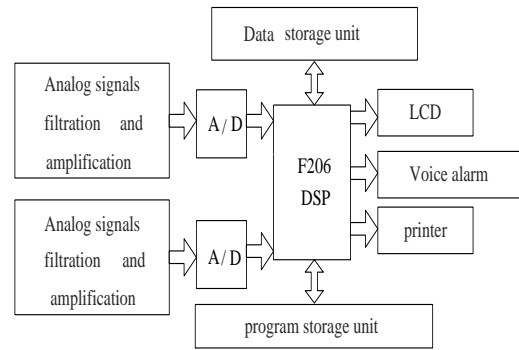 Data storage unit
Analog signals
filtration and
amplification
A/D
LCD
F206
DSP
Voice alarm
Analog signals
filtration and
amplification
A/D
printer
program storage unit